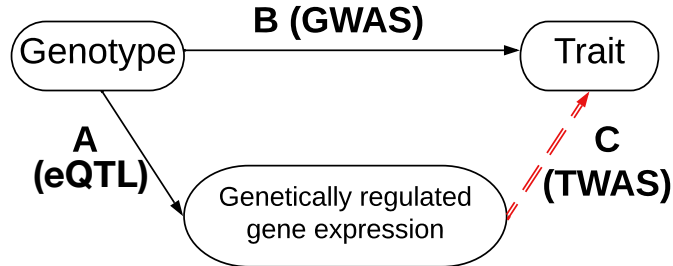 B (GWAS)
Genotype
Trait
A
(eQTL)
C
(TWAS)
Genetically regulated
gene expression